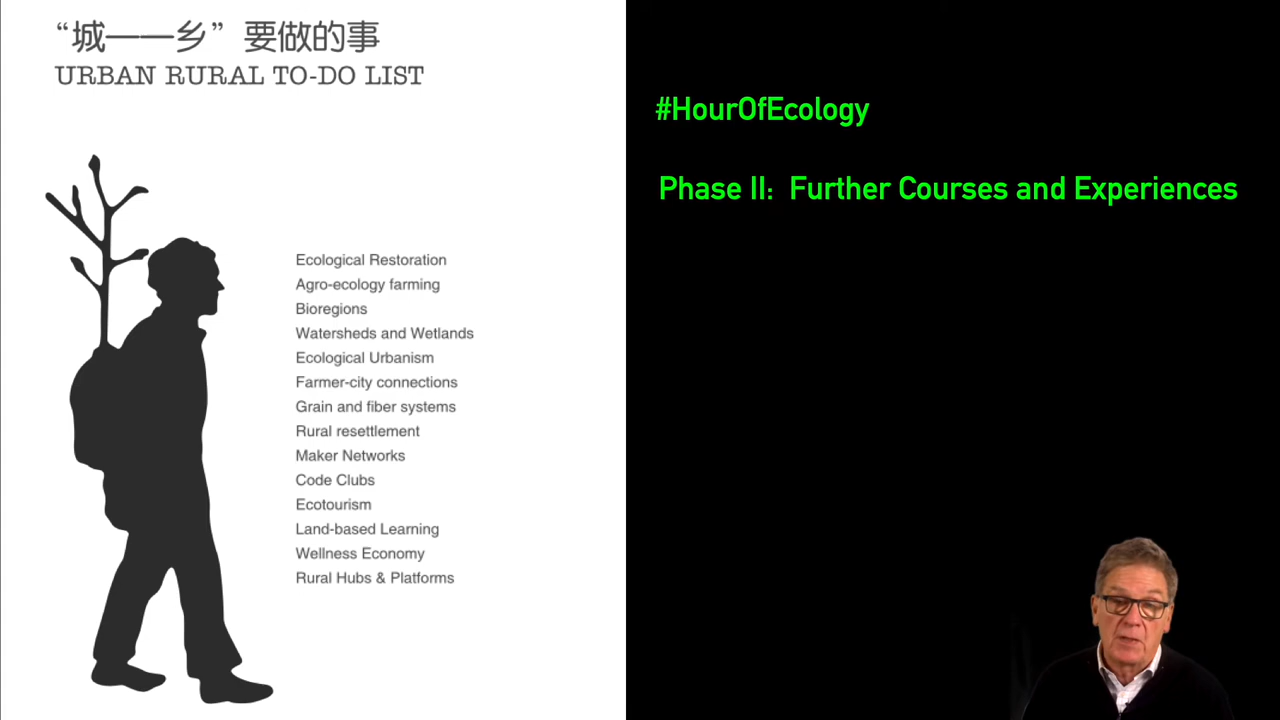 “城——乡”要做的事
URBAN RURAL TO-DO LIST
Ecological Restoration
Agro-ecology farming
Bioregions
Watersheds and Wetlands
Ecological Urbanism
Farmer-city connections
Grain and fiber systems
Rural resettlement
Maker Networks
Code Clubs
Ecotourism
Land-based Learning
Wellness Economy
Rural Hubs & Platforms
#HourOfEcology
Phase II: Further Courses and Experiences